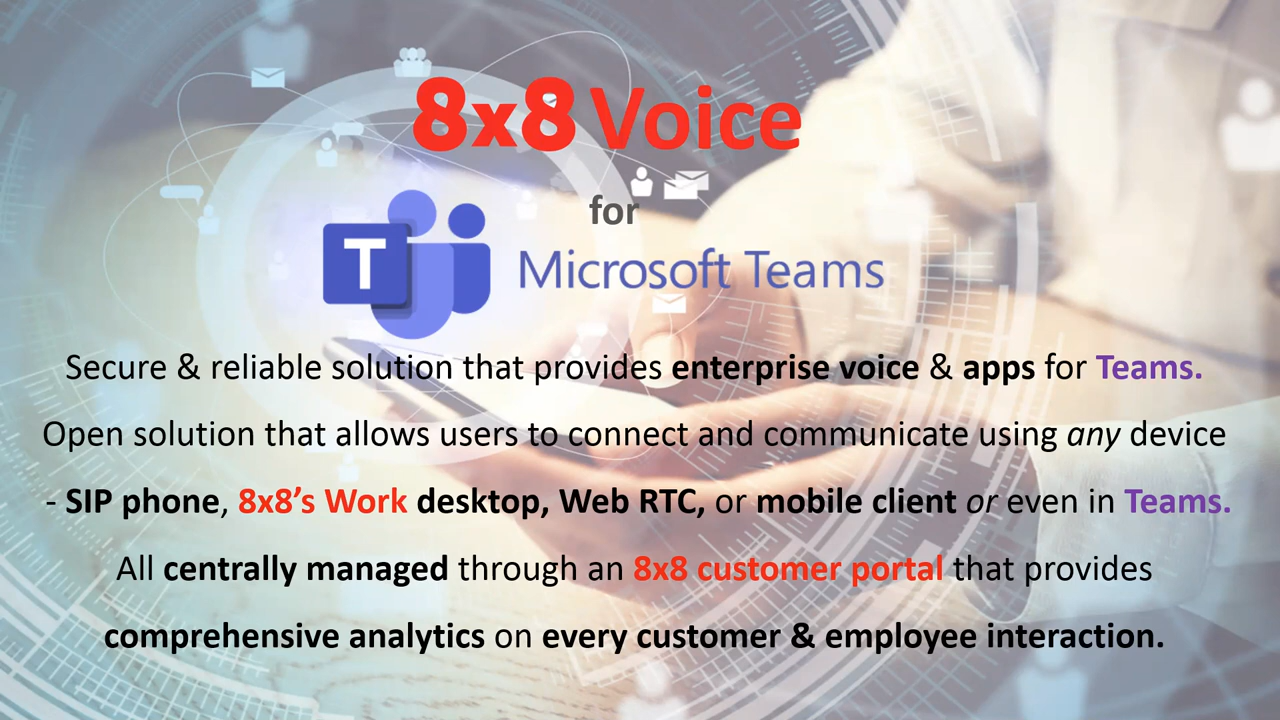 8x8 Voice
for
T Microsoft Teams
Secure & reliable solution that provides enterprise voice & apps for Teams.
Open solution that allows users to connect and communicate using any device
- SIP phone, 8x8’s Work desktop, Web RTC, or mobile client or even in Teams.
All centrally managed through an 8x8 customer portal that provides
comprehensive analytics on every customer & employee interaction.